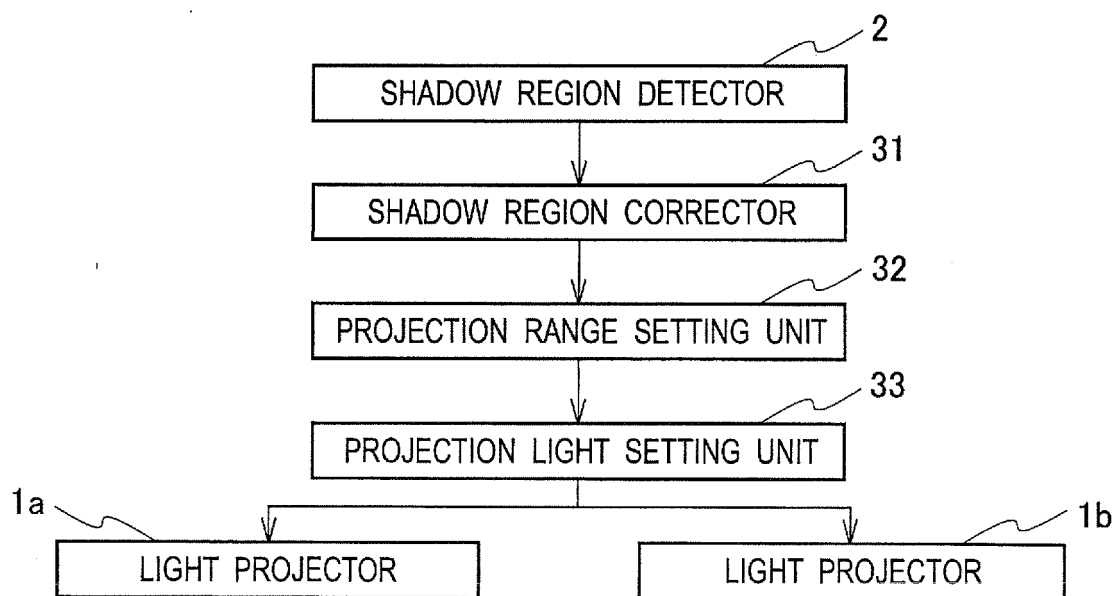 2
SHADOW REGION DETECTOR
31
SHADOW REGION CORRECTOR
32
PROJECTION RANGE SETTING UNIT
33
PROJECTION LIGHT SETTING UNIT
1a
1b
LIGHT PROJECTOR
LIGHT PROJECTOR